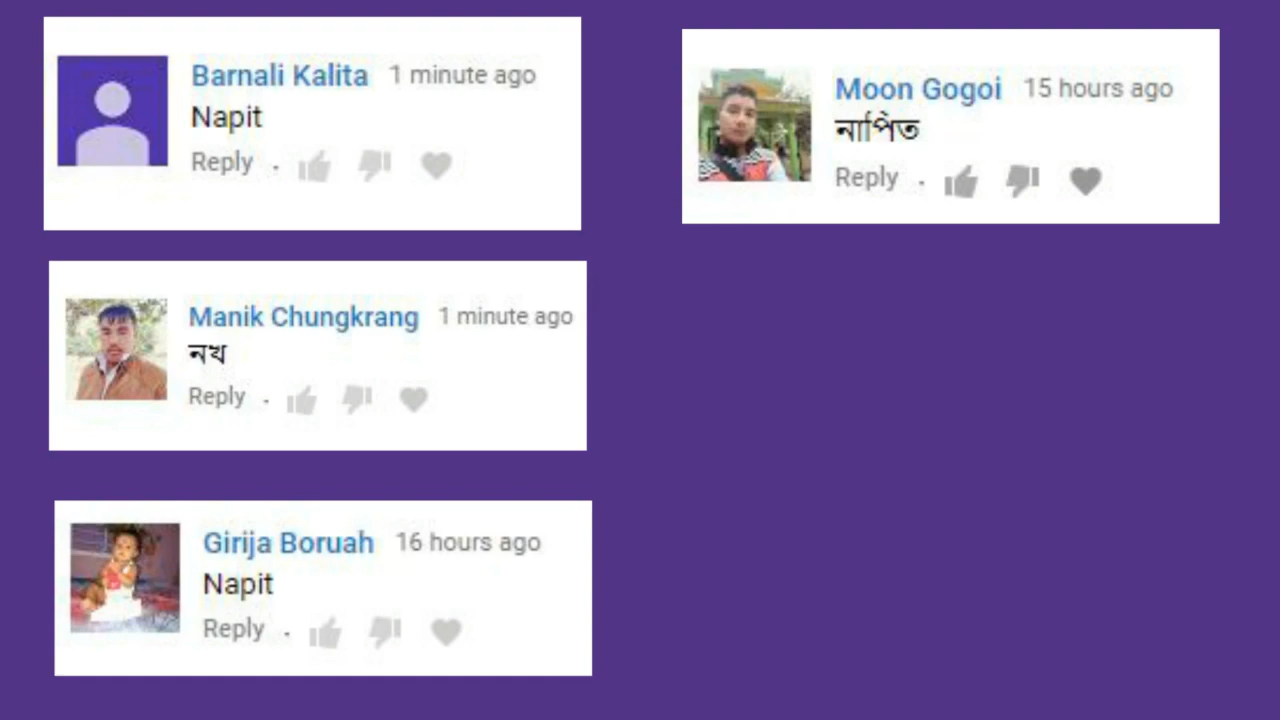 Barnali Kalita 1 minute ago
Napit
Reply .
Moon Gogoi 15 hours ago
নাপিত
Reply .
Manik Chungkrang 1 minute ago
নখ
Reply .
Girija Boruah 16 hours ago
Napit
Reply .